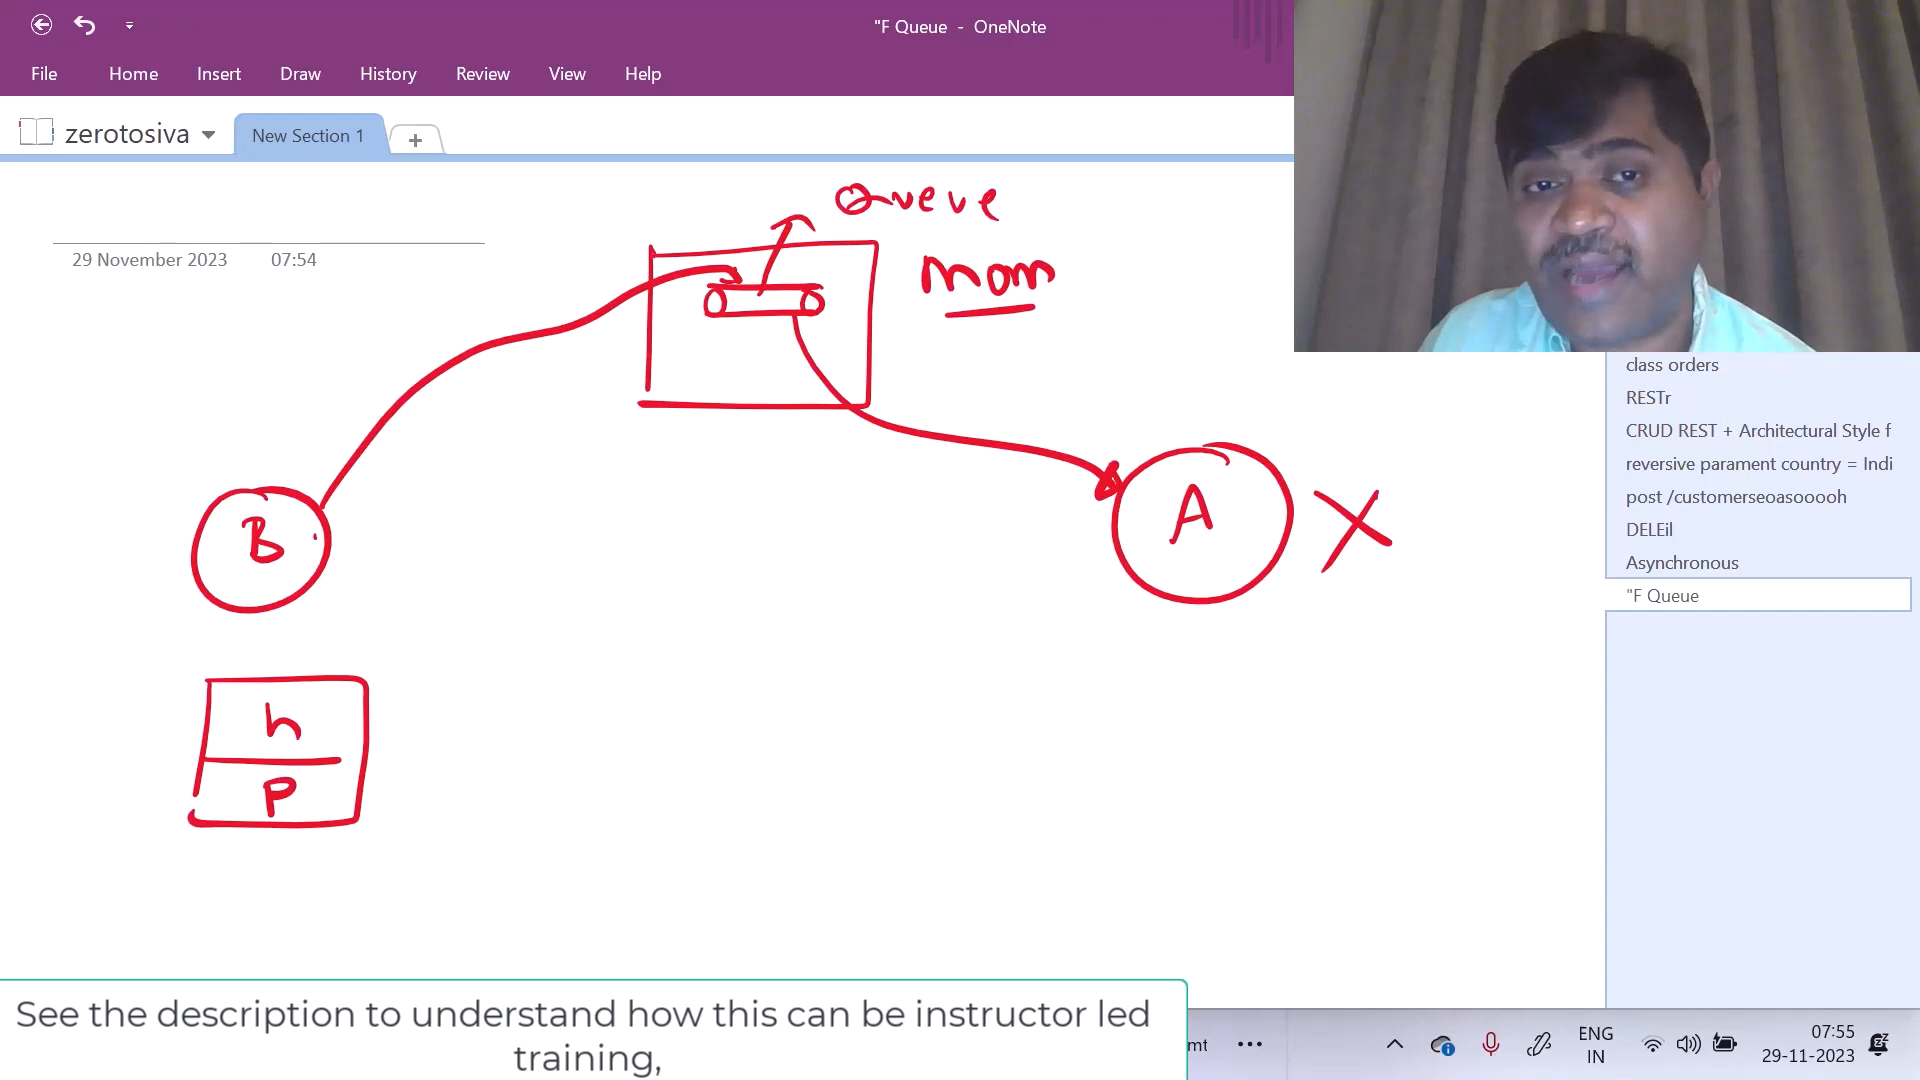 "F Queue - OneNote
File Home Insert Draw History Review View Help
zerotosiva New Section 1 +
29 November 2023 07:54
Queue
mom
B
A X
h
P
class orders
RESTr
CRUD REST + Architectural Style f
reversive parament country = Indi
post /customerseoasooooh
DELEil
Asynchronous
"F Queue
See the description to understand how this can be instructor led
training,
mt
ENG
IN
07:55
29-11-2023